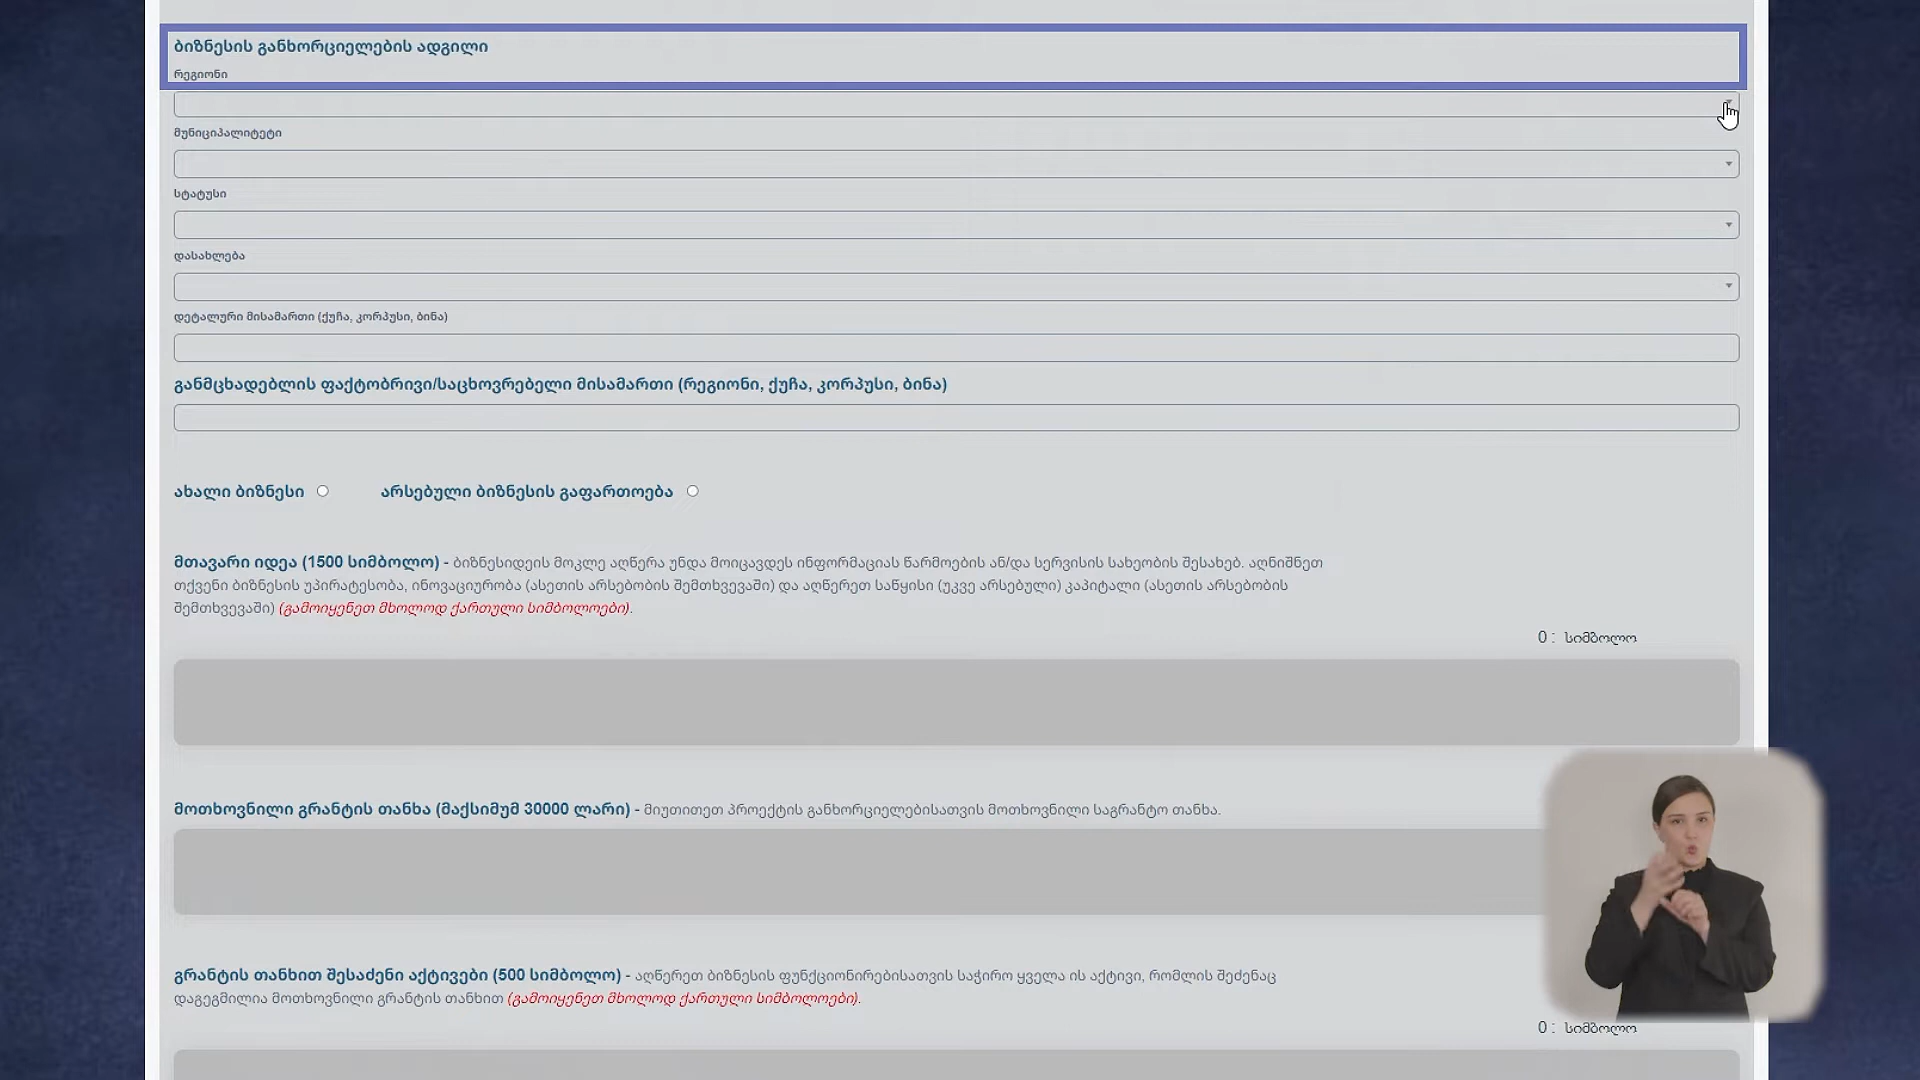 ბიზნესის განხორციელების ადგილი
რეგიონი
მუნიციპალიტეტი
სტატუსი
დასახლება
დეტალური მისამართი (ქუჩა, კორპუსი, ბინა)
განმცხადებლის ფაქტობრივი/საცხოვრებელი მისამართი (რეგიონი, ქუჩა, კორპუსი, ბინა)
ახალი ბიზნესი არსებული ბიზნესის გაფართოება
მთავარი იდეა (1500 სიმბოლო) - ბიზნესიდეის მოკლე აღწერა უნდა მოიცავდეს ინფორმაციას წარმოების ან/და სერვისის სახეობის შესახებ. აღნიშნეთ
თქვენი ბიზნესის უპირატესობა, ინოვაციურობა (ასეთის არსებობის შემთხვევაში) და აღწერეთ საწყისი (უკვე არსებული) კაპიტალი (ასეთის არსებობის
შემთხვევაში) (გამოიყენეთ მხოლოდ ქართული სიმბოლოები).
0 : სიმბოლო
მოთხოვნილი გრანტის თანხა (მაქსიმუმ 30000 ლარი) - მიუთითეთ პროექტის განხორციელებისათვის მოთხოვნილი საგრანტო თანხა.
გრანტის თანხით შესაძენი აქტივები (500 სიმბოლო) - აღწერეთ ბიზნესის ფუნქციონირებისათვის საჭირო ყველა ის აქტივი, რომლის შეძენაც
დაგეგმილია მოთხოვნილი გრანტის თანხით (გამოიყენეთ მხოლოდ ქართული სიმბოლოები).
0 : სიმბოლო